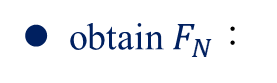 ● obtain F_N :